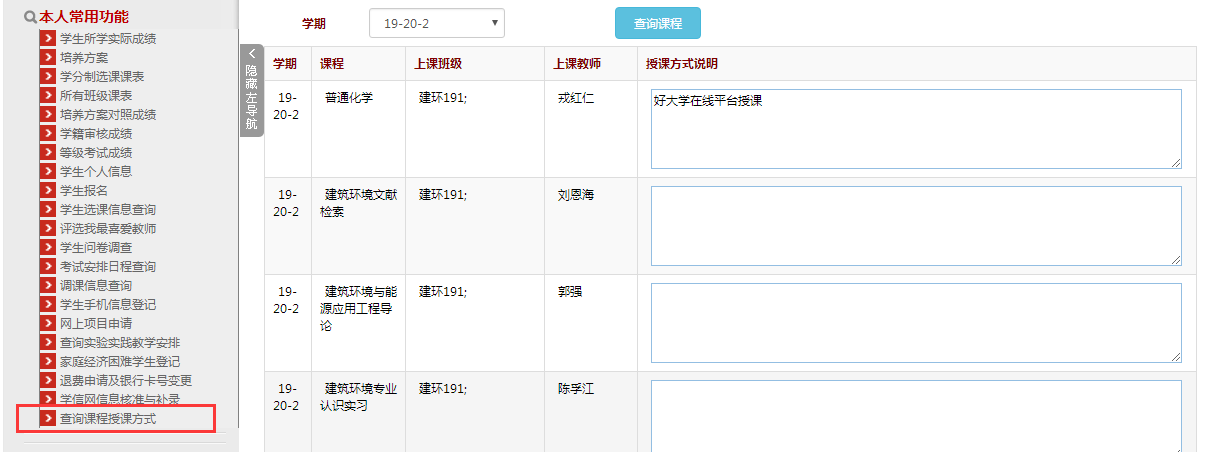 本人常用功能
学生所学实际成绩
培养方案
学分制选课课表
所有班级课表
培养方案对照成绩
学籍审核成绩
等级考试成绩
学生个人信息
学生报名
学生选课信息查询
评选我最喜爱教师
学生问卷调查
考试安排日程查询
调课信息查询
学生手机信息登记
网上项目申请
查询实验实践教学安排
家庭经济困难学生登记
退费申请及银行卡号变更
学信网信息核准与补录
查询课程授课方式
隐藏左导航
学期 19-20-2 查询课程
学期 课程 上课班级 上课教师 授课方式说明
19- 普通化学 建环191; 戎红仁 好大学在线平台授课
20-2
19- 建筑环境文献 建环191; 刘恩海
20-2 检索
19- 建筑环境与能 建环191; 郭强
20-2 源应用工程导
论
19- 建筑环境专业 建环191; 陈孚江
20-2 认识实习